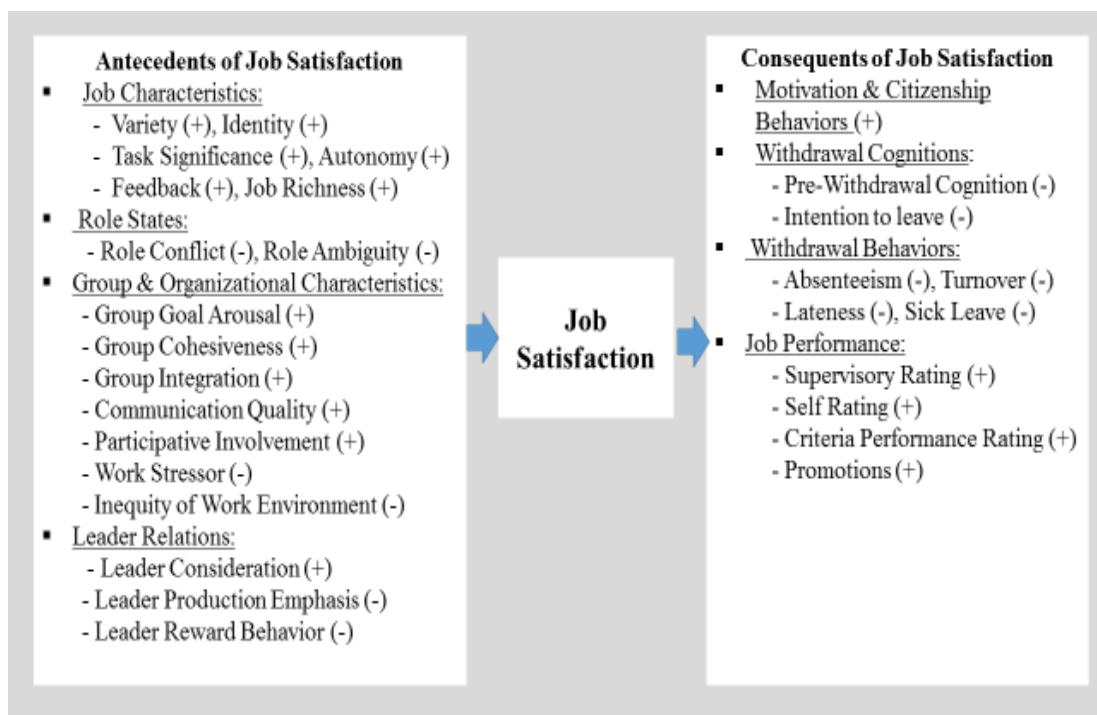 Antecedents of Job Satisfaction
▪ Job Characteristics:
- Variety (+), Identity (+)
- Task Significance (+), Autonomy (+)
- Feedback (+), Job Richness (+)
▪ Role States:
- Role Conflict (-), Role Ambiguity (-)
▪ Group & Organizational Characteristics:
- Group Goal Arousal (+)
- Group Cohesiveness (+)
- Group Integration (+)
- Communication Quality (+)
- Participative Involvement (+)
- Work Stressor (-)
- Inequity of Work Environment (-)
▪ Leader Relations:
- Leader Consideration (+)
- Leader Production Emphasis (-)
- Leader Reward Behavior (-)
Job
Satisfaction
Consequents of Job Satisfaction
▪ Motivation & Citizenship
Behaviors (+)
▪ Withdrawal Cognitions:
- Pre-Withdrawal Cognition (-)
- Intention to leave (-)
▪ Withdrawal Behaviors:
- Absenteeism (-), Turnover (-)
- Lateness (-), Sick Leave (-)
▪ Job Performance:
- Supervisory Rating (+)
- Self Rating (+)
- Criteria Performance Rating (+)
- Promotions (+)